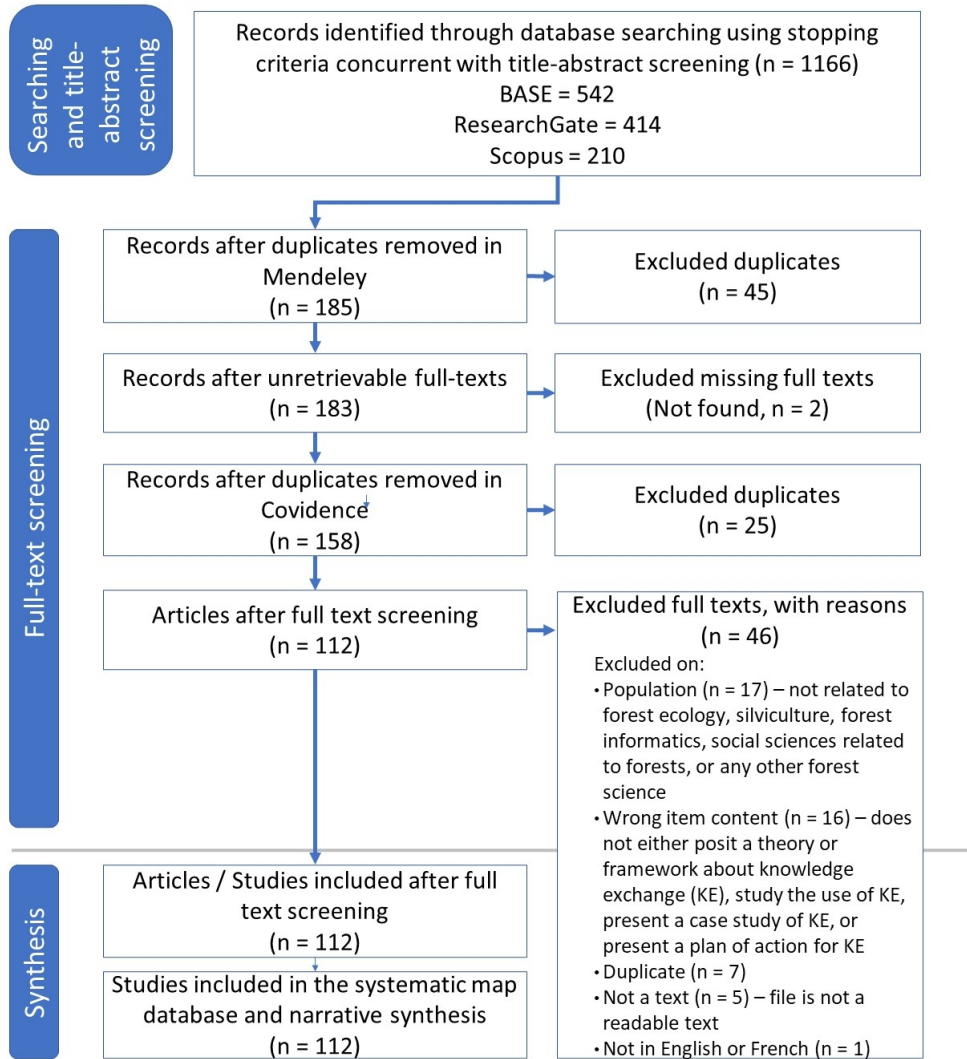 Searching
and title-
abstract
screening
Records identified through database searching using stopping
criteria concurrent with title-abstract screening (n = 1166)
BASE = 542
ResearchGate = 414
Scopus = 210
Full-text screening
Records after duplicates removed in
Mendeley
(n = 185)
Excluded duplicates
(n = 45)
Records after unretrievable full-texts
(n = 183)
Excluded missing full texts
(Not found, n = 2)
Records after duplicates removed in
Covidence
(n = 158)
Excluded duplicates
(n = 25)
Articles after full text screening
(n = 112)
Excluded full texts, with reasons
(n = 46)
Excluded on:
• Population (n = 17) – not related to
forest ecology, silviculture, forest
informatics, social sciences related
to forests, or any other forest
science
• Wrong item content (n = 16) – does
not either posit a theory or
framework about knowledge
exchange (KE), study the use of KE,
present a case study of KE, or
present a plan of action for KE
• Duplicate (n = 7)
• Not a text (n = 5) – file is not a
readable text
• Not in English or French (n = 1)
Synthesis
Articles / Studies included after full
text screening
(n = 112)
Studies included in the systematic map
database and narrative synthesis
(n = 112)